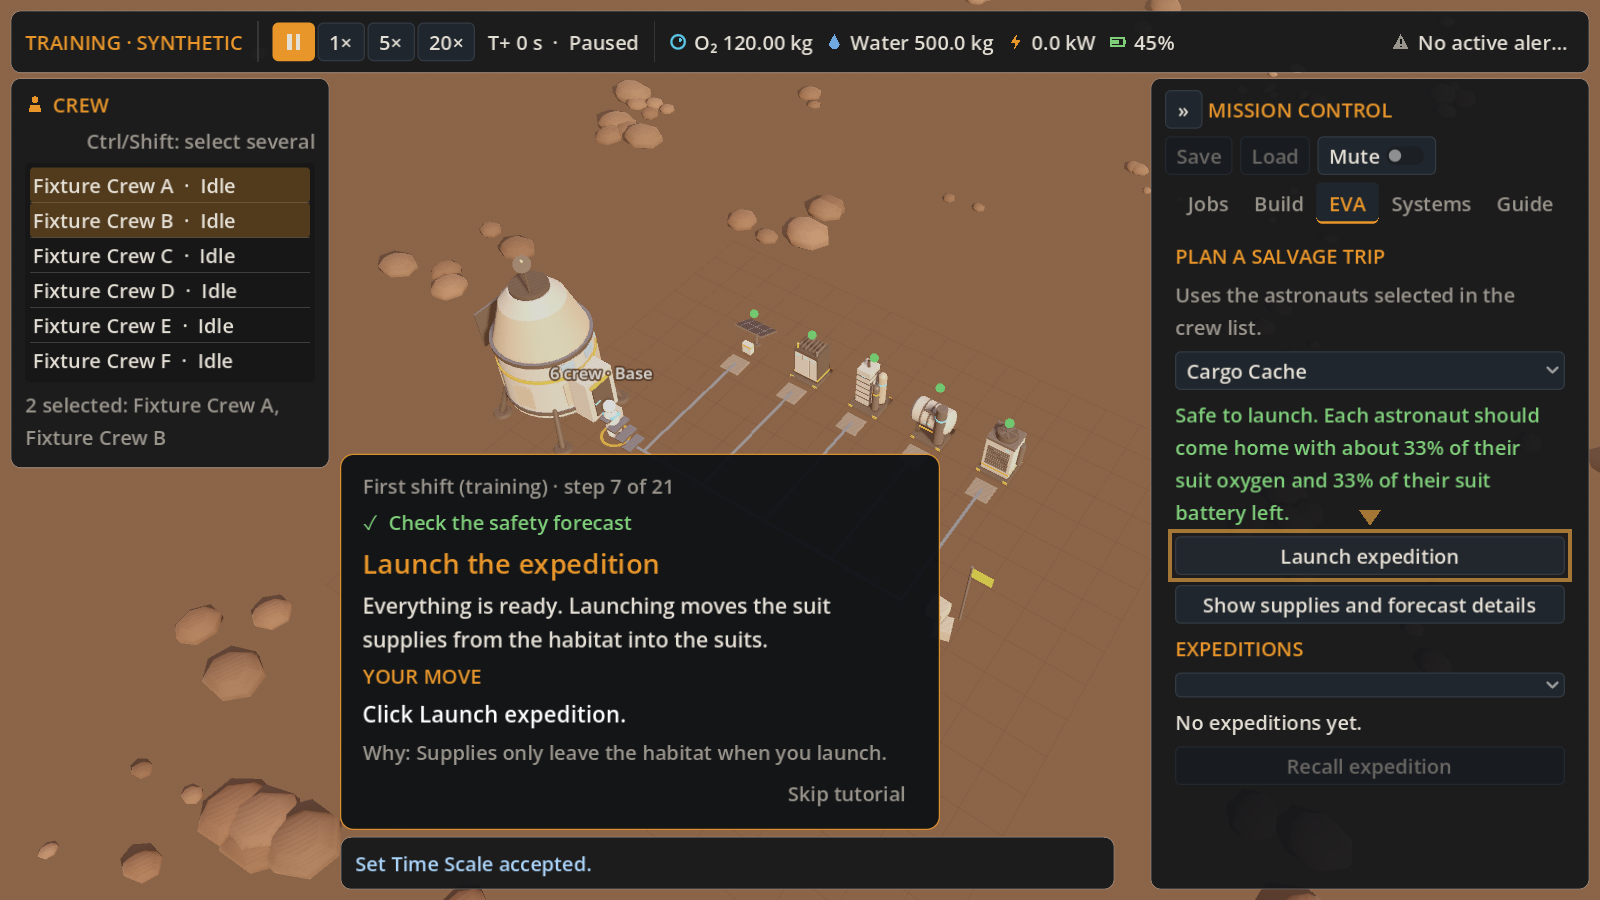 TRAINING · SYNTHETIC
1× 5× 20× T+ 0 s · Paused
O₂ 120.00 kg Water 500.0 kg 0.0 kW 45%
No active aler...
CREW
Ctrl/Shift: select several
Fixture Crew A · Idle
Fixture Crew B · Idle
Fixture Crew C · Idle
Fixture Crew D · Idle
Fixture Crew E · Idle
Fixture Crew F · Idle
2 selected: Fixture Crew A,
Fixture Crew B
6 crew · Base
First shift (training) · step 7 of 21
✓ Check the safety forecast
Launch the expedition
Everything is ready. Launching moves the suit
supplies from the habitat into the suits.
YOUR MOVE
Click Launch expedition.
Why: Supplies only leave the habitat when you launch.
Skip tutorial
Set Time Scale accepted.
» MISSION CONTROL
Save Load Mute
Jobs Build EVA Systems Guide
PLAN A SALVAGE TRIP
Uses the astronauts selected in the
crew list.
Cargo Cache
Safe to launch. Each astronaut should
come home with about 33% of their
suit oxygen and 33% of their suit
battery left.
Launch expedition
Show supplies and forecast details
EXPEDITIONS
No expeditions yet.
Recall expedition